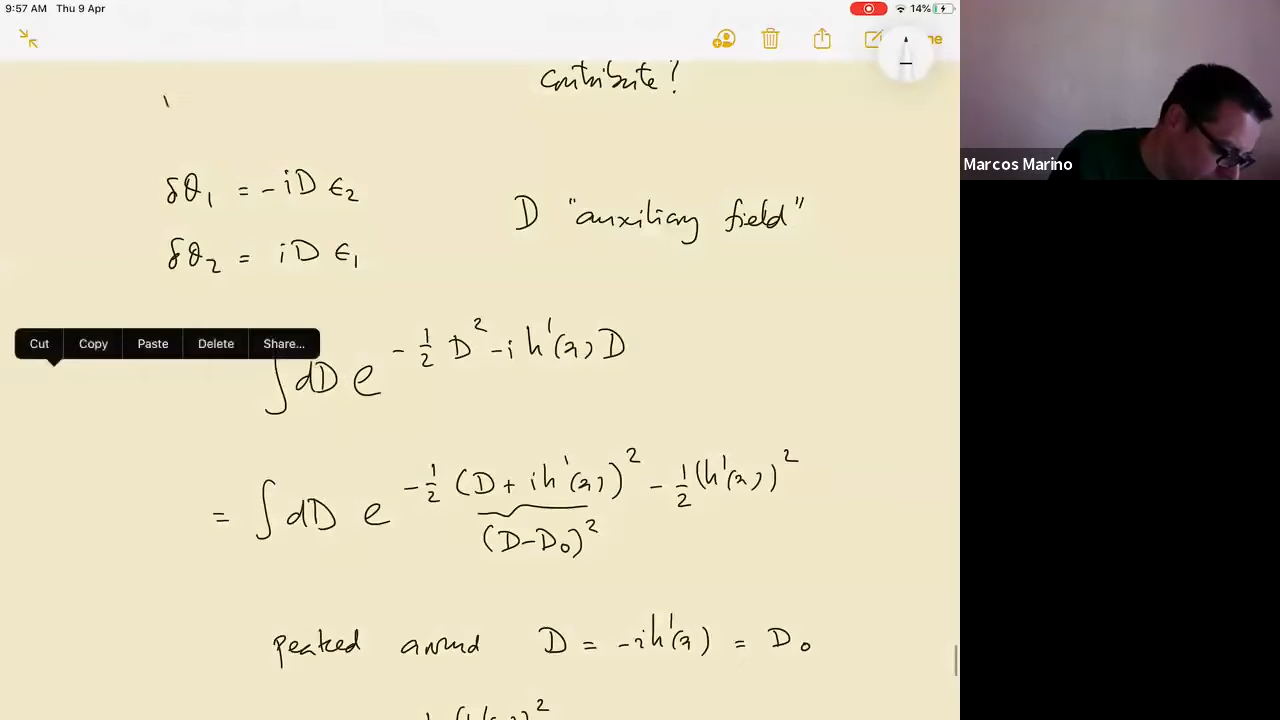 9:57 AM Thu 9 Apr
14%
contribute?
δθ₁ = -iD ε₂
D "auxiliary field"
δθ₂ = iD ε₁
Cut Copy Paste Delete Share...
∫dD e^{-½ D² - i h'(x) D}
= ∫dD e^{-½ (D + ih'(x))² - ½ (h'(x))²}
(D-D₀)²
peaked around D = -ih'(x) = D₀
Marcos Marino